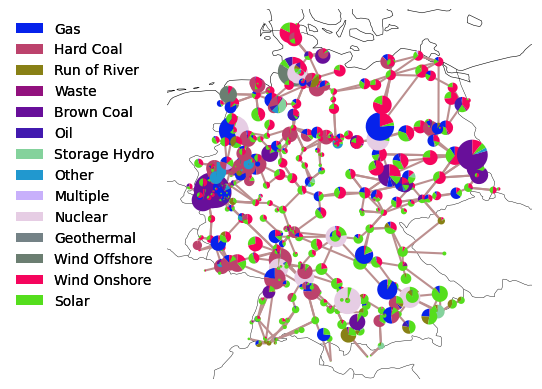 Gas
Hard Coal
Run of River
Waste
Brown Coal
Oil
Storage Hydro
Other
Multiple
Nuclear
Geothermal
Wind Offshore
Wind Onshore
Solar